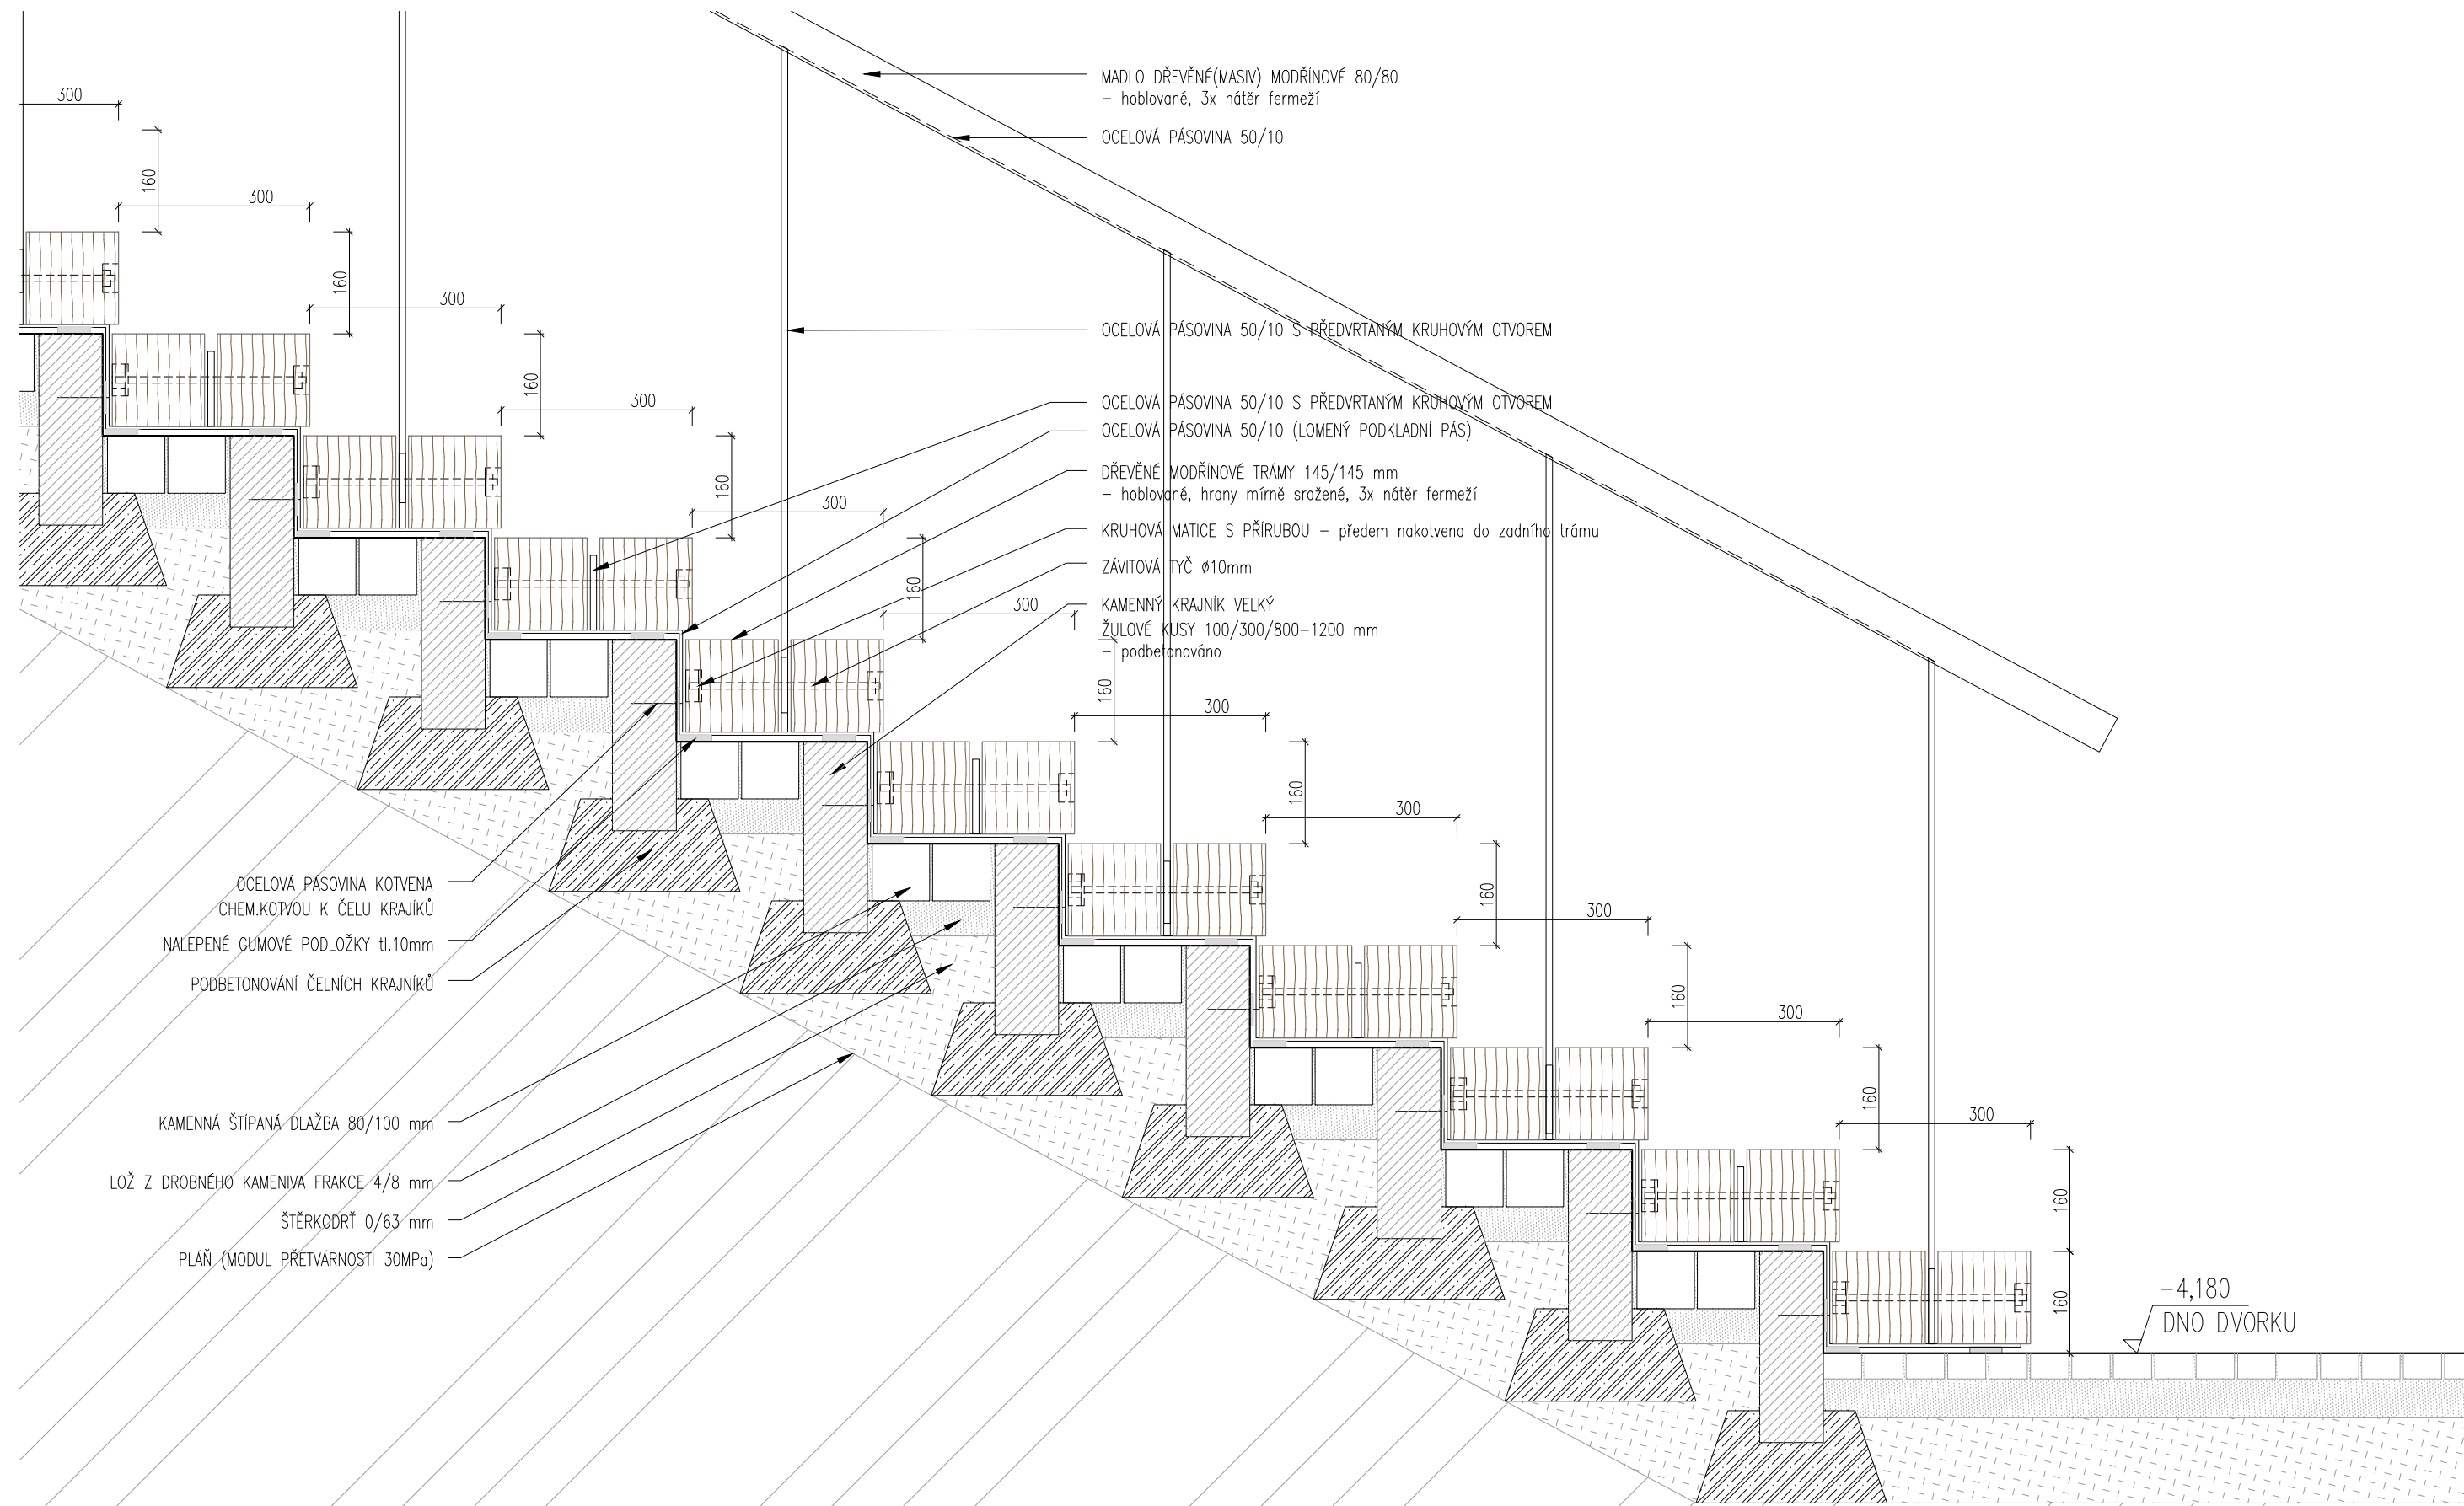 MADLO DŘEVĚNÉ(MASIV) MODŘÍNOVÉ 80/80
– hoblované, 3x nátěr fermeží
OCELOVÁ PÁSOVINA 50/10
300
160
300
160
300
OCELOVÁ PÁSOVINA 50/10 S PŘEDVRTANÝM KRUHOVÝM OTVOREM
160
300
OCELOVÁ PÁSOVINA 50/10 S PŘEDVRTANÝM KRUHOVÝM OTVOREM
OCELOVÁ PÁSOVINA 50/10 (LOMENÝ PODKLADNÍ PÁS)
DŘEVĚNÉ MODŘÍNOVÉ TRÁMY 145/145 mm
– hoblované, hrany mírně sražené, 3x nátěr fermeží
160
300
KRUHOVÁ MATICE S PŘÍRUBOU – předem nakotvena do zadního trámu
ZÁVITOVÁ TYČ ø10mm
160
300
KAMENNÝ KRAJNÍK VELKÝ
ŽULOVÉ KUSY 100/300/800–1200 mm
– podbetonováno
160
300
160
300
160
300
160
300
160
300
160
160
OCELOVÁ PÁSOVINA KOTVENA
CHEM.KOTVOU K ČELU KRAJÍKŮ
NALEPENÉ GUMOVÉ PODLOŽKY tl.10mm
PODBETONOVÁNÍ ČELNÍCH KRAJNÍKŮ
KAMENNÁ ŠTÍPANÁ DLAŽBA 80/100 mm
LOŽ Z DROBNÉHO KAMENIVA FRAKCE 4/8 mm
ŠTĚRKODRŤ 0/63 mm
PLÁŇ (MODUL PŘETVÁRNOSTI 30MPa)
–4,180
DNO DVORKU